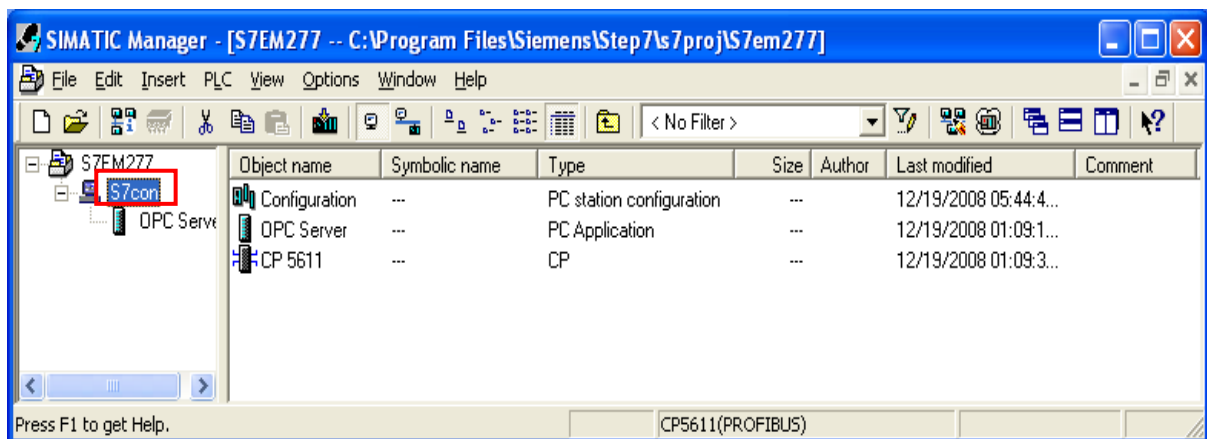 SIMATIC Manager - [S7EM277 -- C:\Program Files\Siemens\Step7\s7proj\S7em277]
File Edit Insert PLC View Options Window Help
< No Filter >
S7EM277
S7con
OPC Serve
Object name Symbolic name Type Size Author Last modified Comment
Configuration --- PC station configuration --- 12/19/2008 05:44:4...
OPC Server --- PC Application --- 12/19/2008 01:09:1...
CP 5611 --- CP --- 12/19/2008 01:09:3...
Press F1 to get Help. CP5611(PROFIBUS)